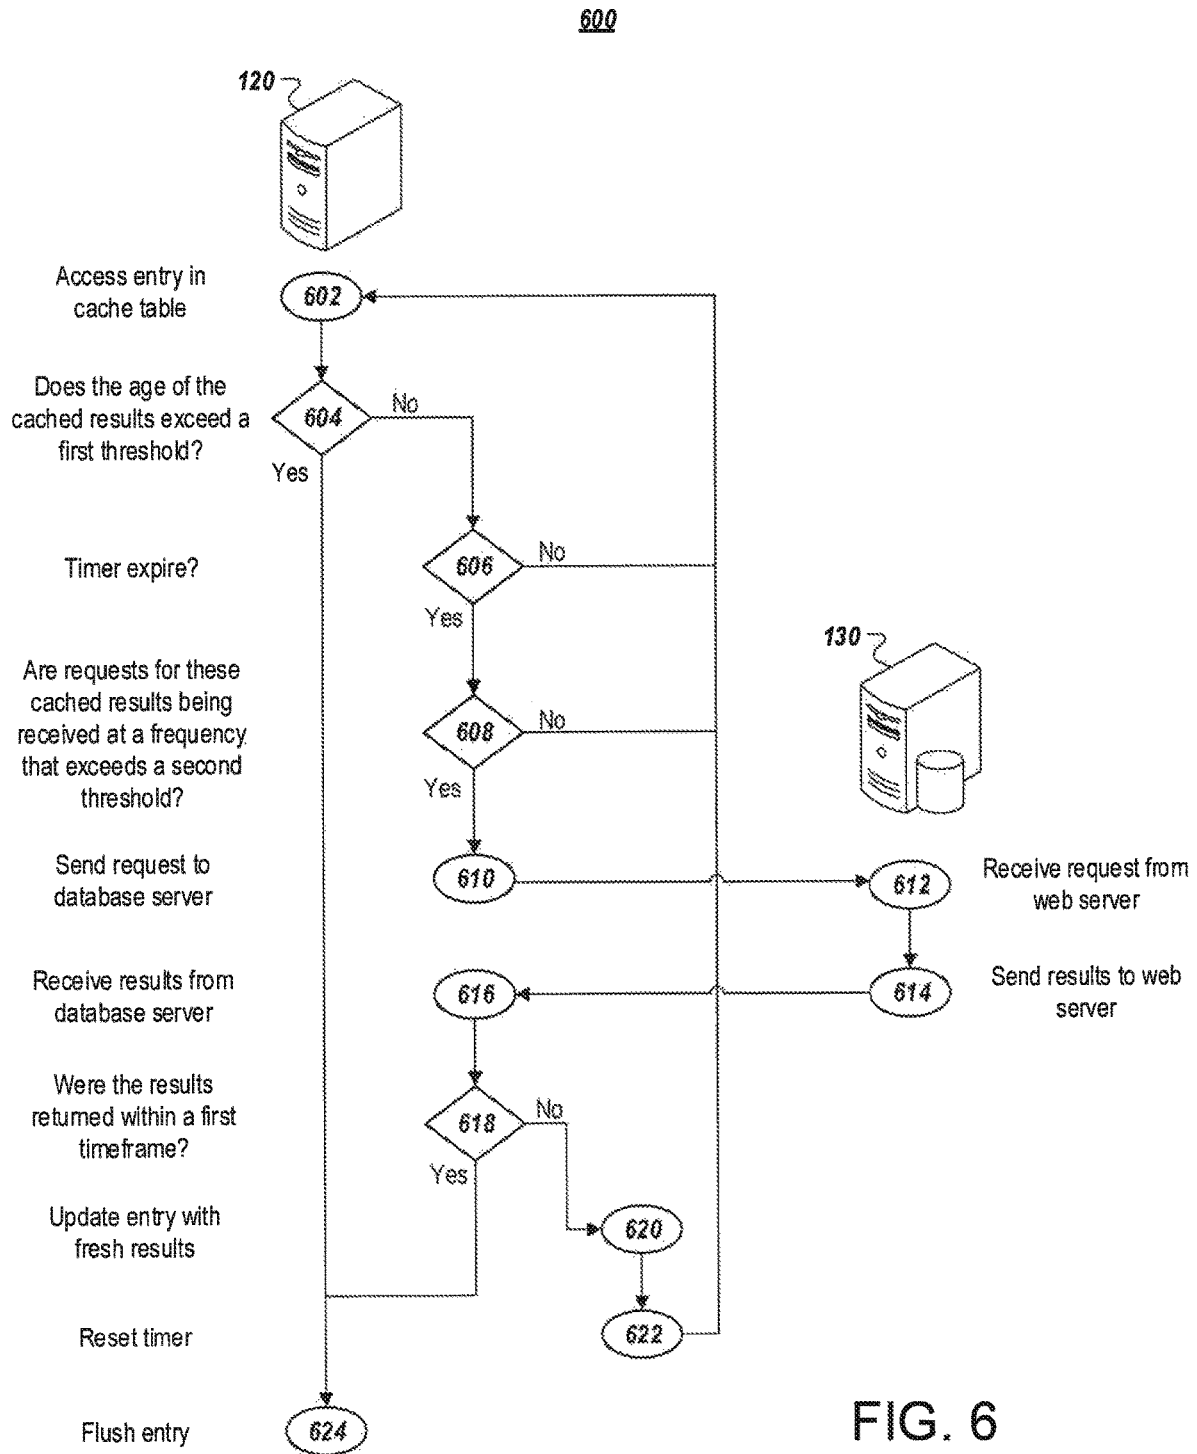 600
120
Access entry in
cache table
602
Does the age of the
cached results exceed a
first threshold?
604
No
Yes
Timer expire?
606
No
Yes
130
Are requests for these
cached results being
received at a frequency
that exceeds a second
threshold?
608
No
Yes
Send request to
database server
610
612
Receive request from
web server
Receive results from
database server
616
614
Send results to web
server
Were the results
returned within a first
timeframe?
618
No
Yes
Update entry with
fresh results
620
Reset timer
622
Flush entry
624
FIG. 6